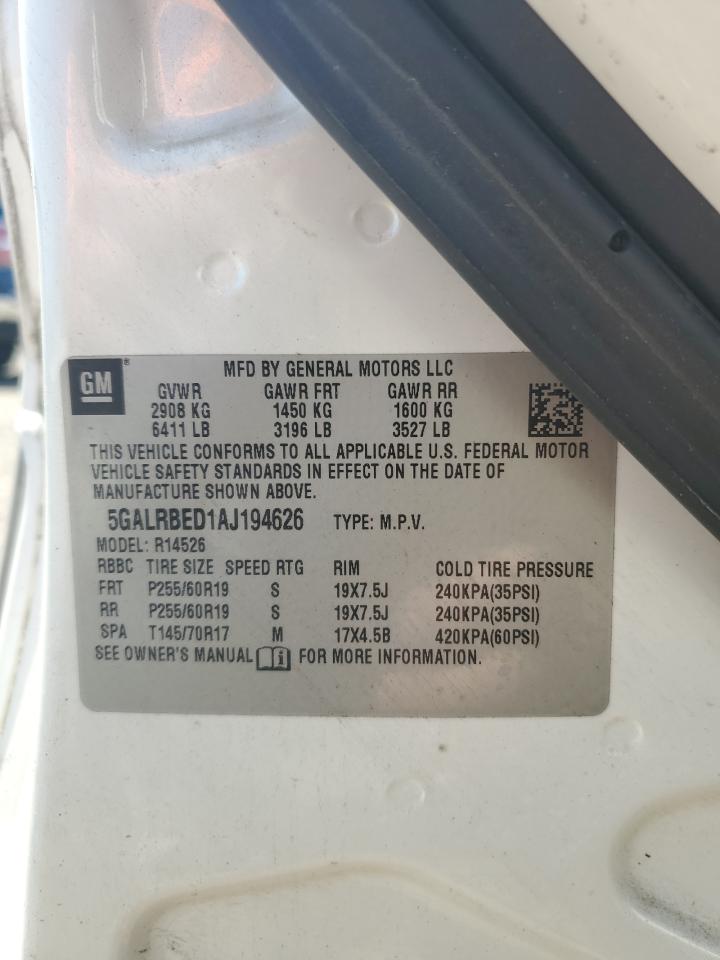 GM®
MFD BY GENERAL MOTORS LLC
GVWR GAWR FRT GAWR RR
2908 KG 1450 KG 1600 KG
6411 LB 3196 LB 3527 LB
THIS VEHICLE CONFORMS TO ALL APPLICABLE U.S. FEDERAL MOTOR
VEHICLE SAFETY STANDARDS IN EFFECT ON THE DATE OF
MANUFACTURE SHOWN ABOVE.
5GALRBED1AJ194626 TYPE: M.P.V.
MODEL: R14526
RBBC TIRE SIZE SPEED RTG RIM COLD TIRE PRESSURE
FRT P255/60R19 S 19X7.5J 240KPA(35PSI)
RR P255/60R19 S 19X7.5J 240KPA(35PSI)
SPA T145/70R17 M 17X4.5B 420KPA(60PSI)
SEE OWNER'S MANUAL i FOR MORE INFORMATION.